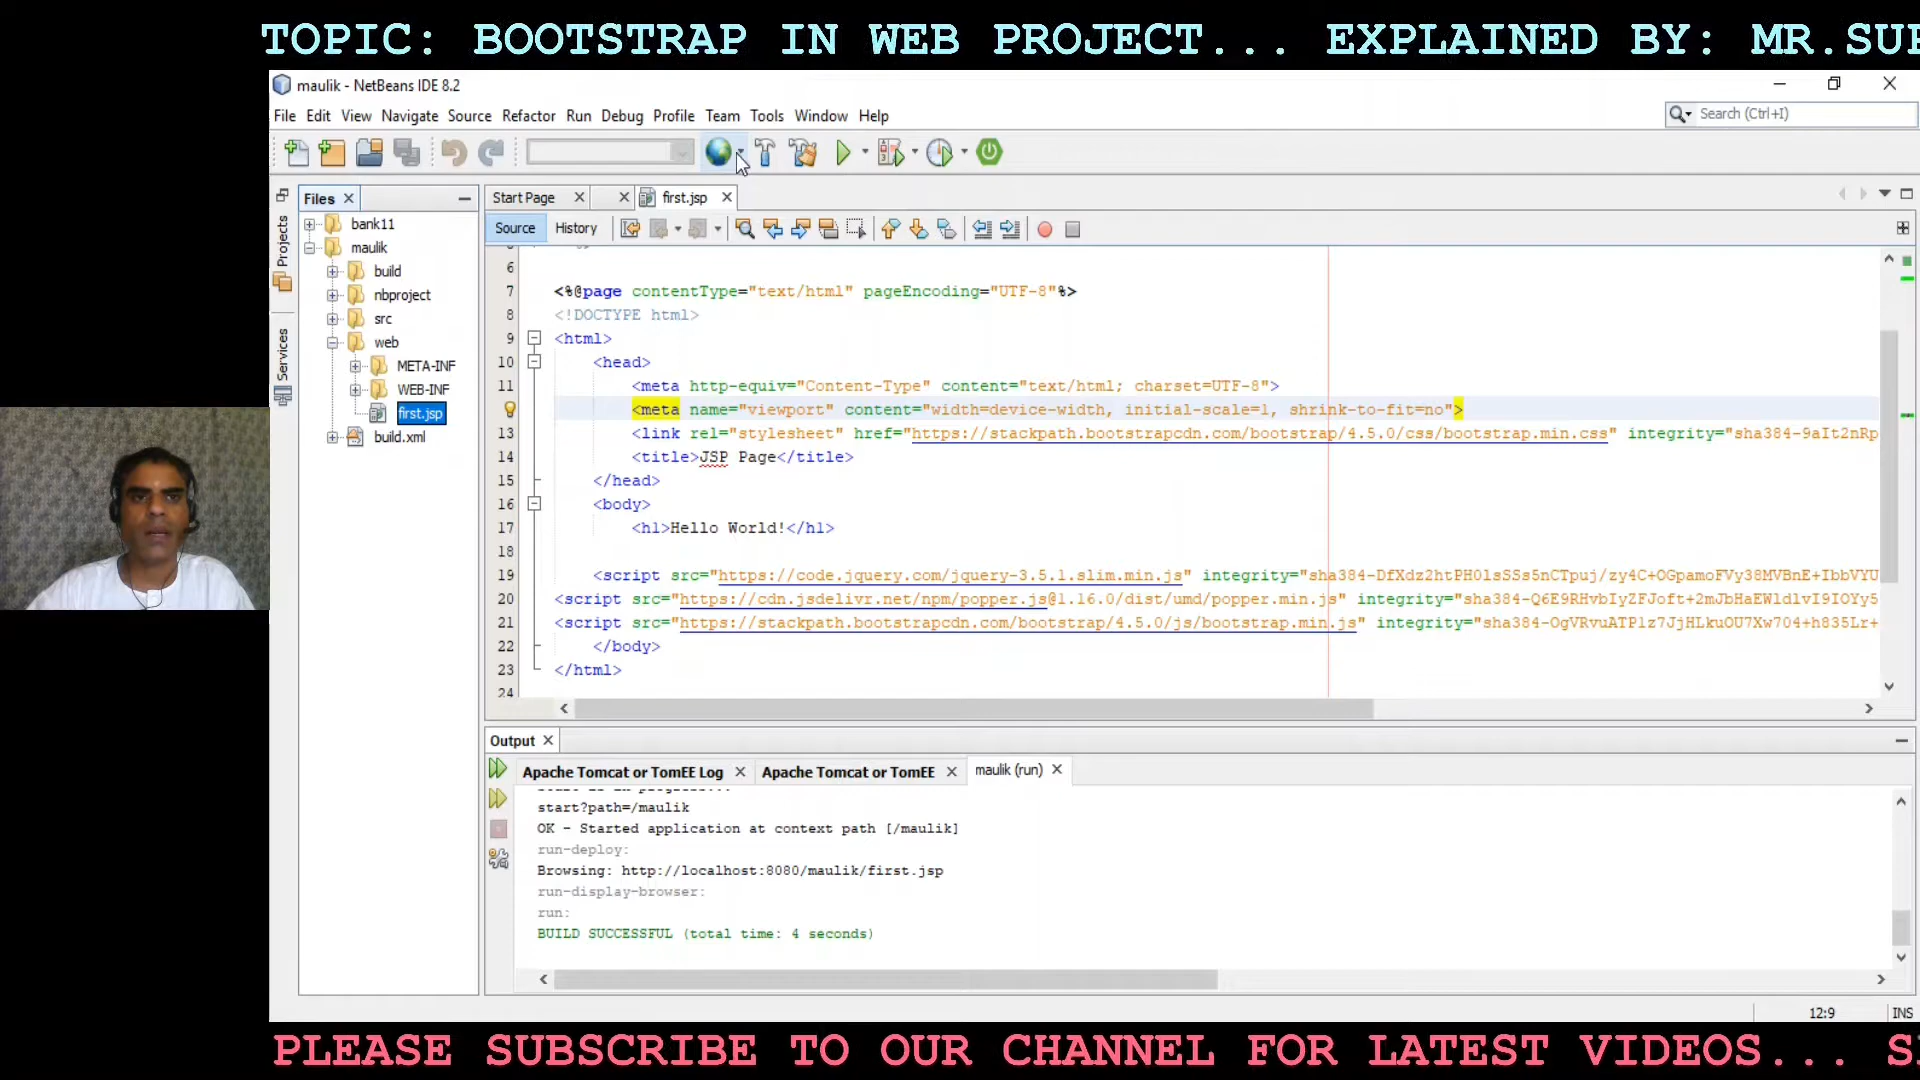 TOPIC: BOOTSTRAP IN WEB PROJECT... EXPLAINED BY:
maulik - NetBeans IDE 8.2
File Edit View Navigate Source Refactor Run Debug Profile Team Tools Window Help
Search (Ctrl+I)
Files
Start Page
first.jsp
Projects
Services
Source History
bank11
maulik
build
nbproject
src
web
META-INF
WEB-INF
first.jsp
build.xml
6
7 <%@page contentType="text/html" pageEncoding="UTF-8"%>
8 <!DOCTYPE html>
9 <html>
10 <head>
11 <meta http-equiv="Content-Type" content="text/html; charset=UTF-8">
<meta name="viewport" content="width=device-width, initial-scale=1, shrink-to-fit=no">
13 <link rel="stylesheet" href="https://stackpath.bootstrapcdn.com/bootstrap/4.5.0/css/bootstrap.min.css" integrity="sha384-9aIt2nRp
14 <title>JSP Page</title>
15 </head>
16 <body>
17 <h1>Hello World!</h1>
18
19 <script src="https://code.jquery.com/jquery-3.5.1.slim.min.js" integrity="sha384-DfXdz2htPH0lsSSs5nCTpuj/zy4C+OGpamoFVy38MVBnE+IbbVYU
20 <script src="https://cdn.jsdelivr.net/npm/popper.js@1.16.0/dist/umd/popper.min.js" integrity="sha384-Q6E9RHvbIyZFJoft+2mJbHaEWldlvI9IOYy5
21 <script src="https://stackpath.bootstrapcdn.com/bootstrap/4.5.0/js/bootstrap.min.js" integrity="sha384-OgVRvuATP1z7JjHLkuOU7Xw704+h835Lr+
22 </body>
23 </html>
24
Output
Apache Tomcat or TomEE Log Apache Tomcat or TomEE maulik (run)
start?path=/maulik
OK - Started application at context path [/maulik]
run-deploy:
Browsing: http://localhost:8080/maulik/first.jsp
run-display-browser:
run:
BUILD SUCCESSFUL (total time: 4 seconds)
12:9 INS
PLEASE SUBSCRIBE TO OUR CHANNEL FOR LATEST VIDEOS...